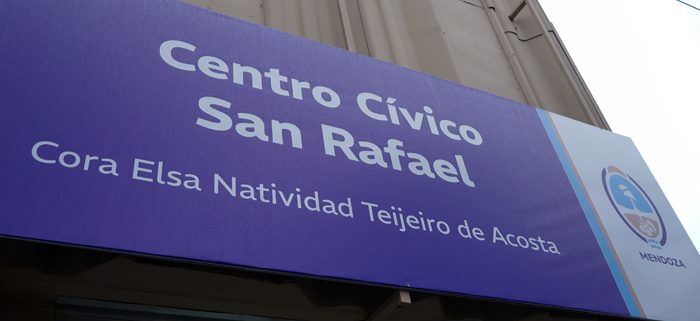 Centro Cívico
San Rafael
Cora Elsa Natividad Teijeiro de Acosta
MENDOZA